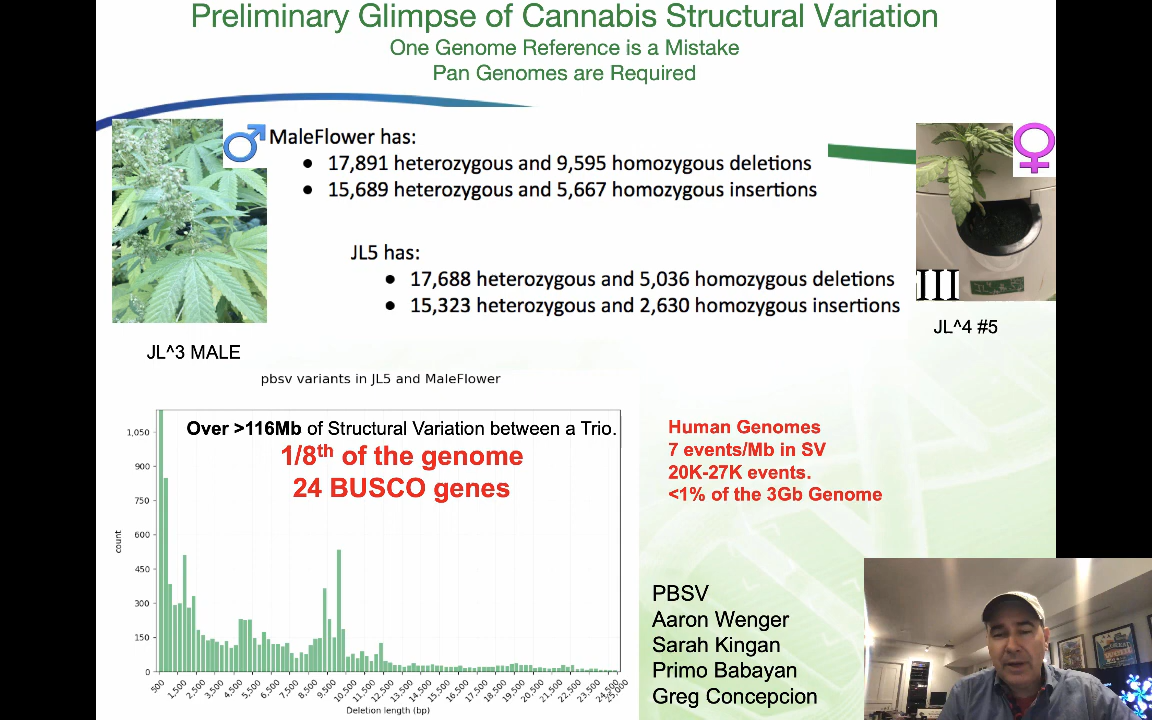 Preliminary Glimpse of Cannabis Structural Variation
One Genome Reference is a Mistake
Pan Genomes are Required
MaleFlower has:
● 17,891 heterozygous and 9,595 homozygous deletions
● 15,689 heterozygous and 5,667 homozygous insertions
JL5 has:
● 17,688 heterozygous and 5,036 homozygous deletions
● 15,323 heterozygous and 2,630 homozygous insertions
III
JL^4 #5
JL^3 MALE
pbsv variants in JL5 and MaleFlower
Over >116Mb of Structural Variation between a Trio.
1/8th of the genome
24 BUSCO genes
count
1,050
900
750
600
450
300
150
0
500
1,500
2,500
3,500
4,500
5,500
6,500
7,500
8,500
9,500
10,500
11,500
12,500
13,500
14,500
15,500
16,500
17,500
18,500
19,500
20,500
21,500
22,500
23,500
24,500
25,000
Deletion length (bp)
Human Genomes
7 events/Mb in SV
20K-27K events.
<1% of the 3Gb Genome
PBSV
Aaron Wenger
Sarah Kingan
Primo Babayan
Greg Concepcion